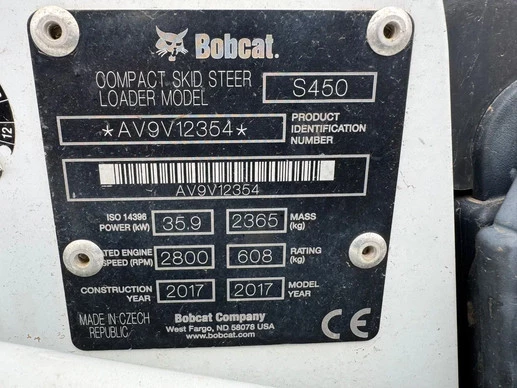 Bobcat.
COMPACT SKID STEER
LOADER MODEL S450
*AV9V12354* PRODUCT
IDENTIFICATION
NUMBER
AV9V12354
ISO 14396
POWER (kW) 35.9 2365 MASS
(kg)
ENGINE
SPEED (RPM) 2800 608 RATING
(kg)
CONSTRUCTION
YEAR 2017 2017 MODEL
YEAR
MADE IN CZECH
REPUBLIC
Bobcat Company
West Fargo, ND 58078 USA
www.bobcat.com
CE
12